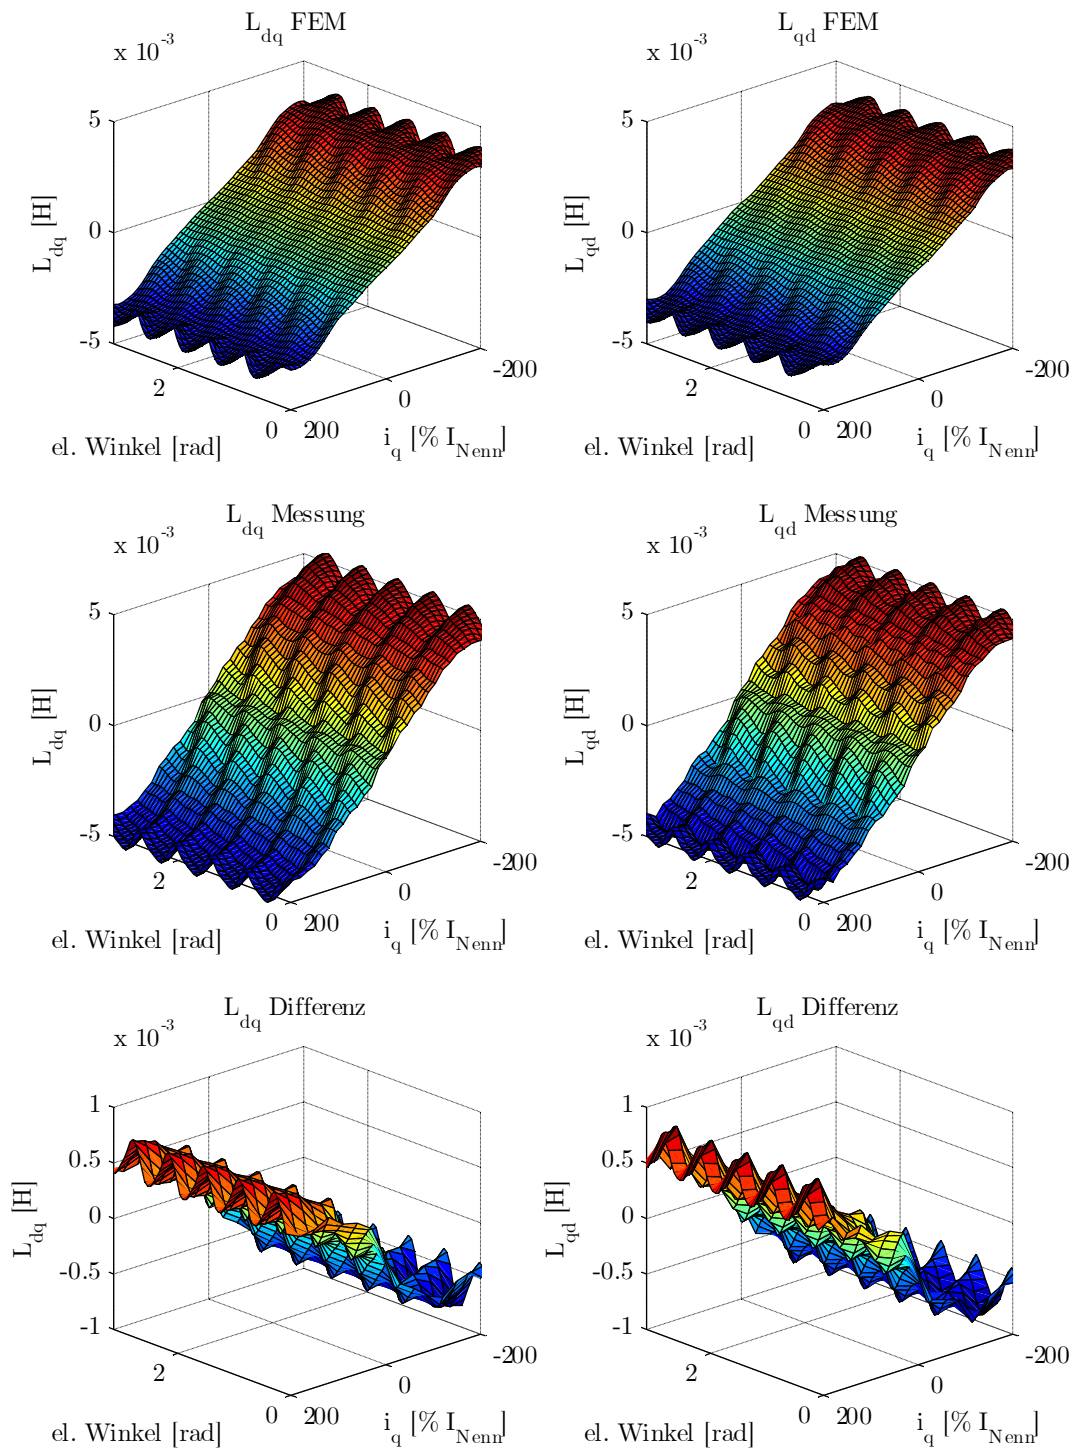 L_dq FEM
x 10^-3
5
0
-5
L_dq [H]
2
0
el. Winkel [rad]
200
0
-200
i_q [% I_Nenn]
L_qd FEM
x 10^-3
5
0
-5
L_qd [H]
2
0
el. Winkel [rad]
200
0
-200
i_q [% I_Nenn]
L_dq Messung
x 10^-3
5
0
-5
L_dq [H]
2
0
el. Winkel [rad]
200
0
-200
i_q [% I_Nenn]
L_qd Messung
x 10^-3
5
0
-5
L_qd [H]
2
0
el. Winkel [rad]
200
0
-200
i_q [% I_Nenn]
L_dq Differenz
x 10^-3
1
0.5
0
-0.5
-1
L_dq [H]
2
0
el. Winkel [rad]
200
0
-200
i_q [% I_Nenn]
L_qd Differenz
x 10^-3
1
0.5
0
-0.5
-1
L_qd [H]
2
0
el. Winkel [rad]
200
0
-200
i_q [% I_Nenn]